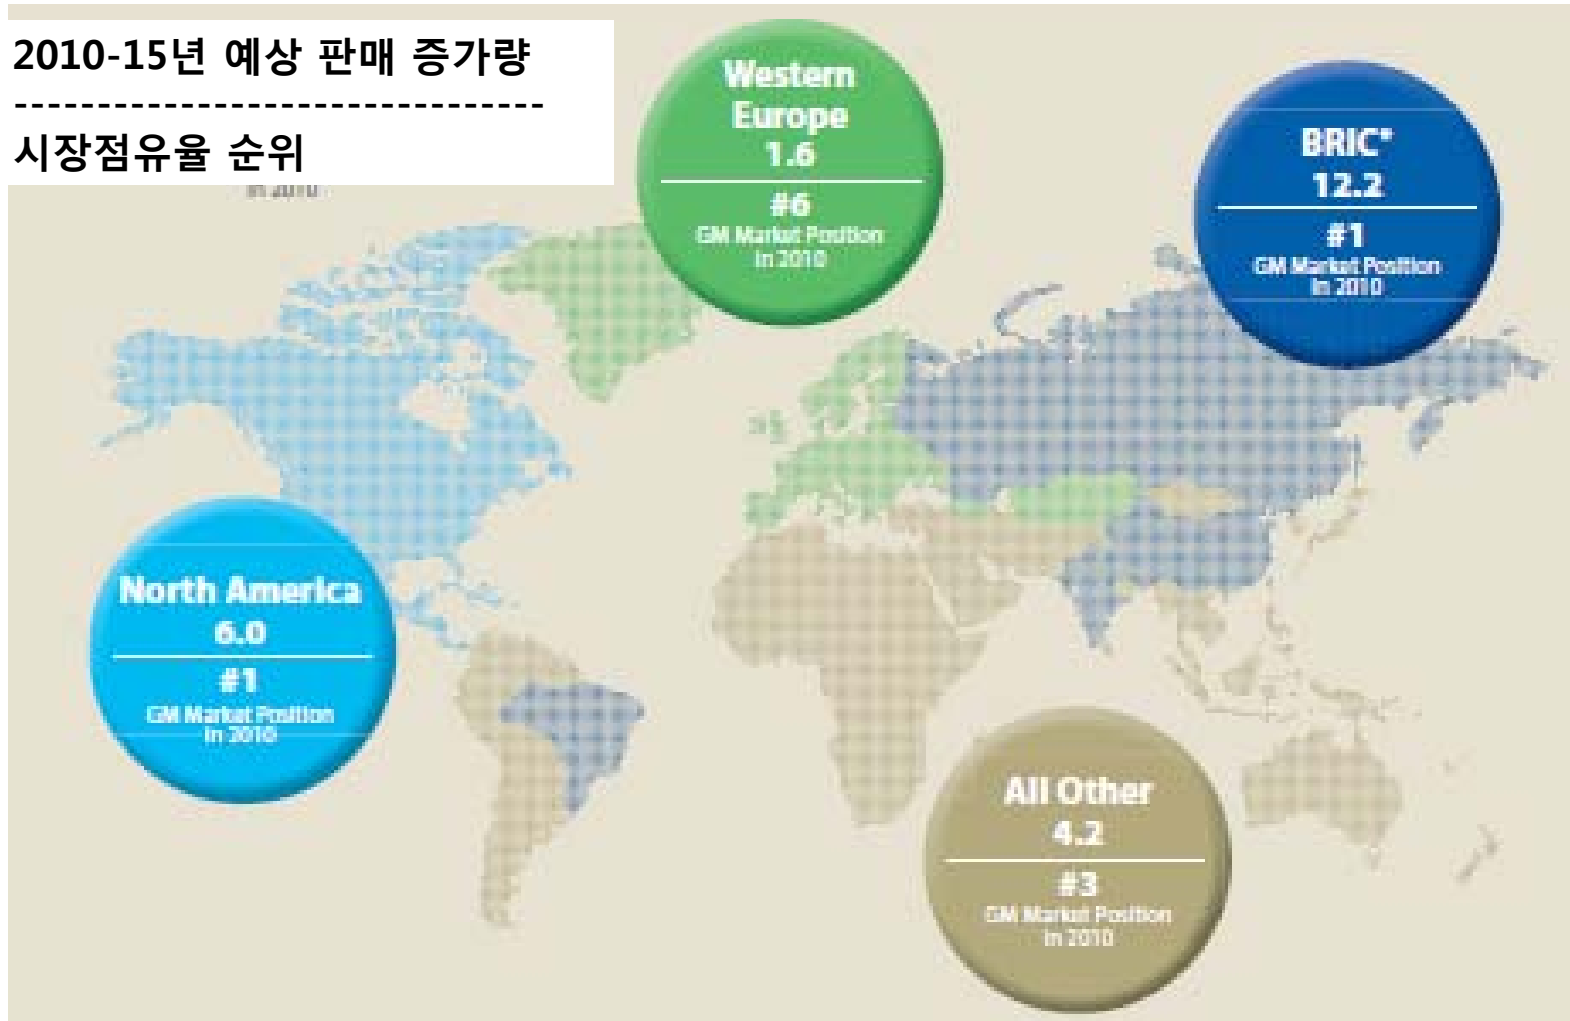 2010-15년 예상 판매 증가량
--------------------------------
시장점유율 순위
in 2010
Western
Europe
1.6
#6
GM Market Position
in 2010
BRIC*
12.2
#1
GM Market Position
in 2010
North America
6.0
#1
GM Market Position
in 2010
All Other
4.2
#3
GM Market Position
in 2010